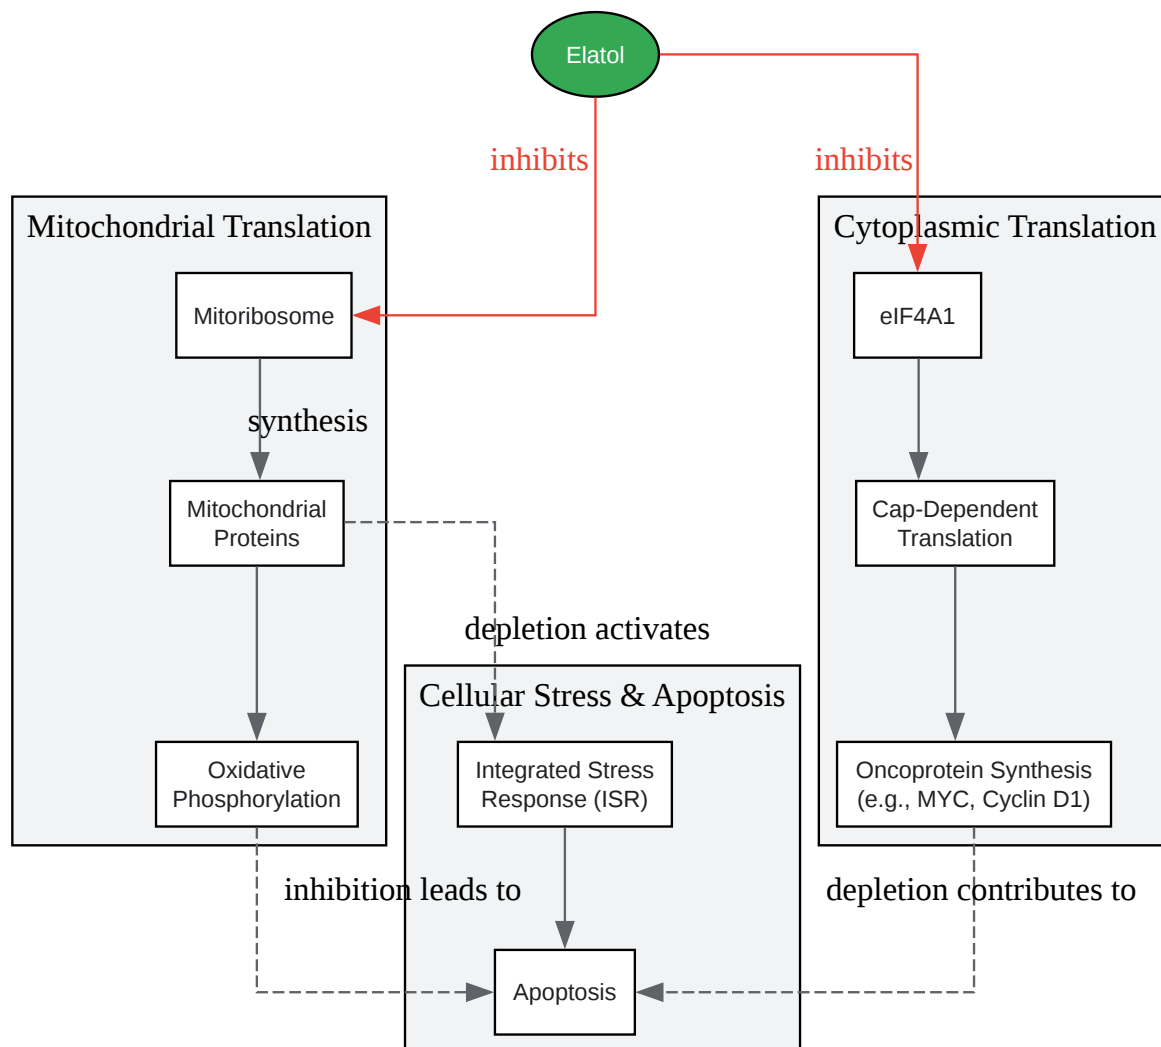 Elatol
inhibits
inhibits
Mitochondrial Translation
Cytoplasmic Translation
Mitoribosome
eIF4A1
synthesis
Mitochondrial
Proteins
Cap-Dependent
Translation
depletion activates
Cellular Stress & Apoptosis
Oxidative
Phosphorylation
Integrated Stress
Response (ISR)
Oncoprotein Synthesis
(e.g., MYC, Cyclin D1)
inhibition leads to
depletion contributes to
Apoptosis